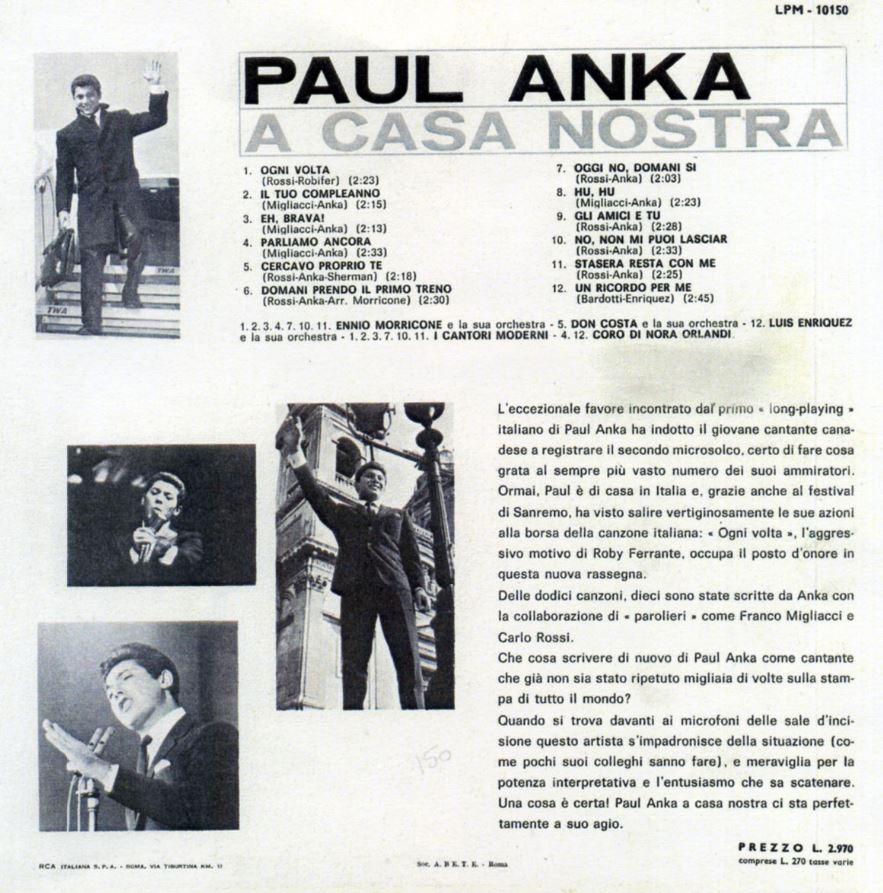 LPM - 10150
PAUL ANKA
A CASA NOSTRA
1. OGNI VOLTA
(Rossi-Robifer) (2:23)
2. IL TUO COMPLEANNO
(Migliacci-Anka) (2:15)
3. EH, BRAVA!
(Migliacci-Anka) (2:13)
4. PARLIAMO ANCORA
(Migliacci-Anka) (2:33)
5. CERCAVO PROPRIO TE
(Rossi-Anka-Sherman) (2:18)
6. DOMANI PRENDO IL PRIMO TRENO
(Rossi-Anka-Arr. Morricone) (2:30)
7. OGGI NO, DOMANI SI
(Rossi-Anka) (2:03)
8. HU, HU
(Migliacci-Anka) (2:23)
9. GLI AMICI E TU
(Rossi-Anka) (2:28)
10. NO, NON MI PUOI LASCIAR
(Rossi-Anka) (2:33)
11. STASERA RESTA CON ME
(Rossi-Anka) (2:25)
12. UN RICORDO PER ME
(Bardotti-Enriquez) (2:45)
1. 2. 3. 4. 7. 10. 11. ENNIO MORRICONE e la sua orchestra - 5. DON COSTA e la sua orchestra - 12. LUIS ENRIQUEZ
e la sua orchestra - 1. 2. 3. 7. 10. 11. I CANTORI MODERNI - 4. 12. CORO DI NORA ORLANDI.
TWA
TWA
L'eccezionale favore incontrato dal primo « long-playing »
italiano di Paul Anka ha indotto il giovane cantante cana-
dese a registrare il secondo microsolco, certo di fare cosa
grata al sempre più vasto numero dei suoi ammiratori.
Ormai, Paul è di casa in Italia e, grazie anche al festival
di Sanremo, ha visto salire vertiginosamente le sue azioni
alla borsa della canzone italiana: « Ogni volta », l'aggres-
sivo motivo di Roby Ferrante, occupa il posto d'onore in
questa nuova rassegna.
Delle dodici canzoni, dieci sono state scritte da Anka con
la collaborazione di « parolieri » come Franco Migliacci e
Carlo Rossi.
Che cosa scrivere di nuovo di Paul Anka come cantante
che già non sia stato ripetuto migliaia di volte sulla stam-
pa di tutto il mondo?
Quando si trova davanti ai microfoni delle sale d'inci-
sione questo artista s'impadronisce della situazione (co-
me pochi suoi colleghi sanno fare), e meraviglia per la
potenza interpretativa e l'entusiasmo che sa scatenare.
Una cosa è certa! Paul Anka a casa nostra ci sta perfet-
tamente a suo agio.
150
PREZZO L. 2.970
comprese L. 270 tasse varie
RCA ITALIANA S.P.A. - ROMA, VIA TIBURTINA KM. 12
Soc. A. BE.T.E. - Roma